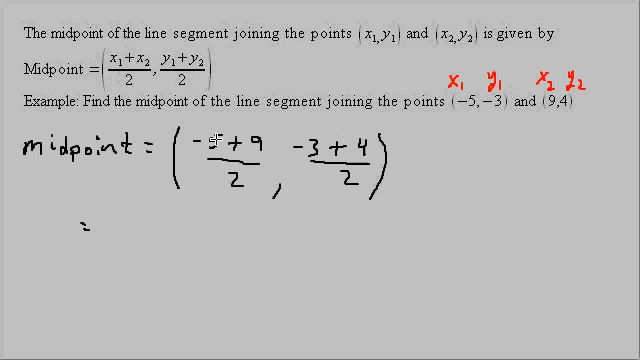 The midpoint of the line segment joining the points (x₁,y₁) and (x₂,y₂) is given by
Midpoint = ((x₁+x₂)/2, (y₁+y₂)/2)
x₁ y₁ x₂ y₂
Example: Find the midpoint of the line segment joining the points (−5,−3) and (9,4)
midpoint = ((-5+9)/2, (-3+4)/2)
=